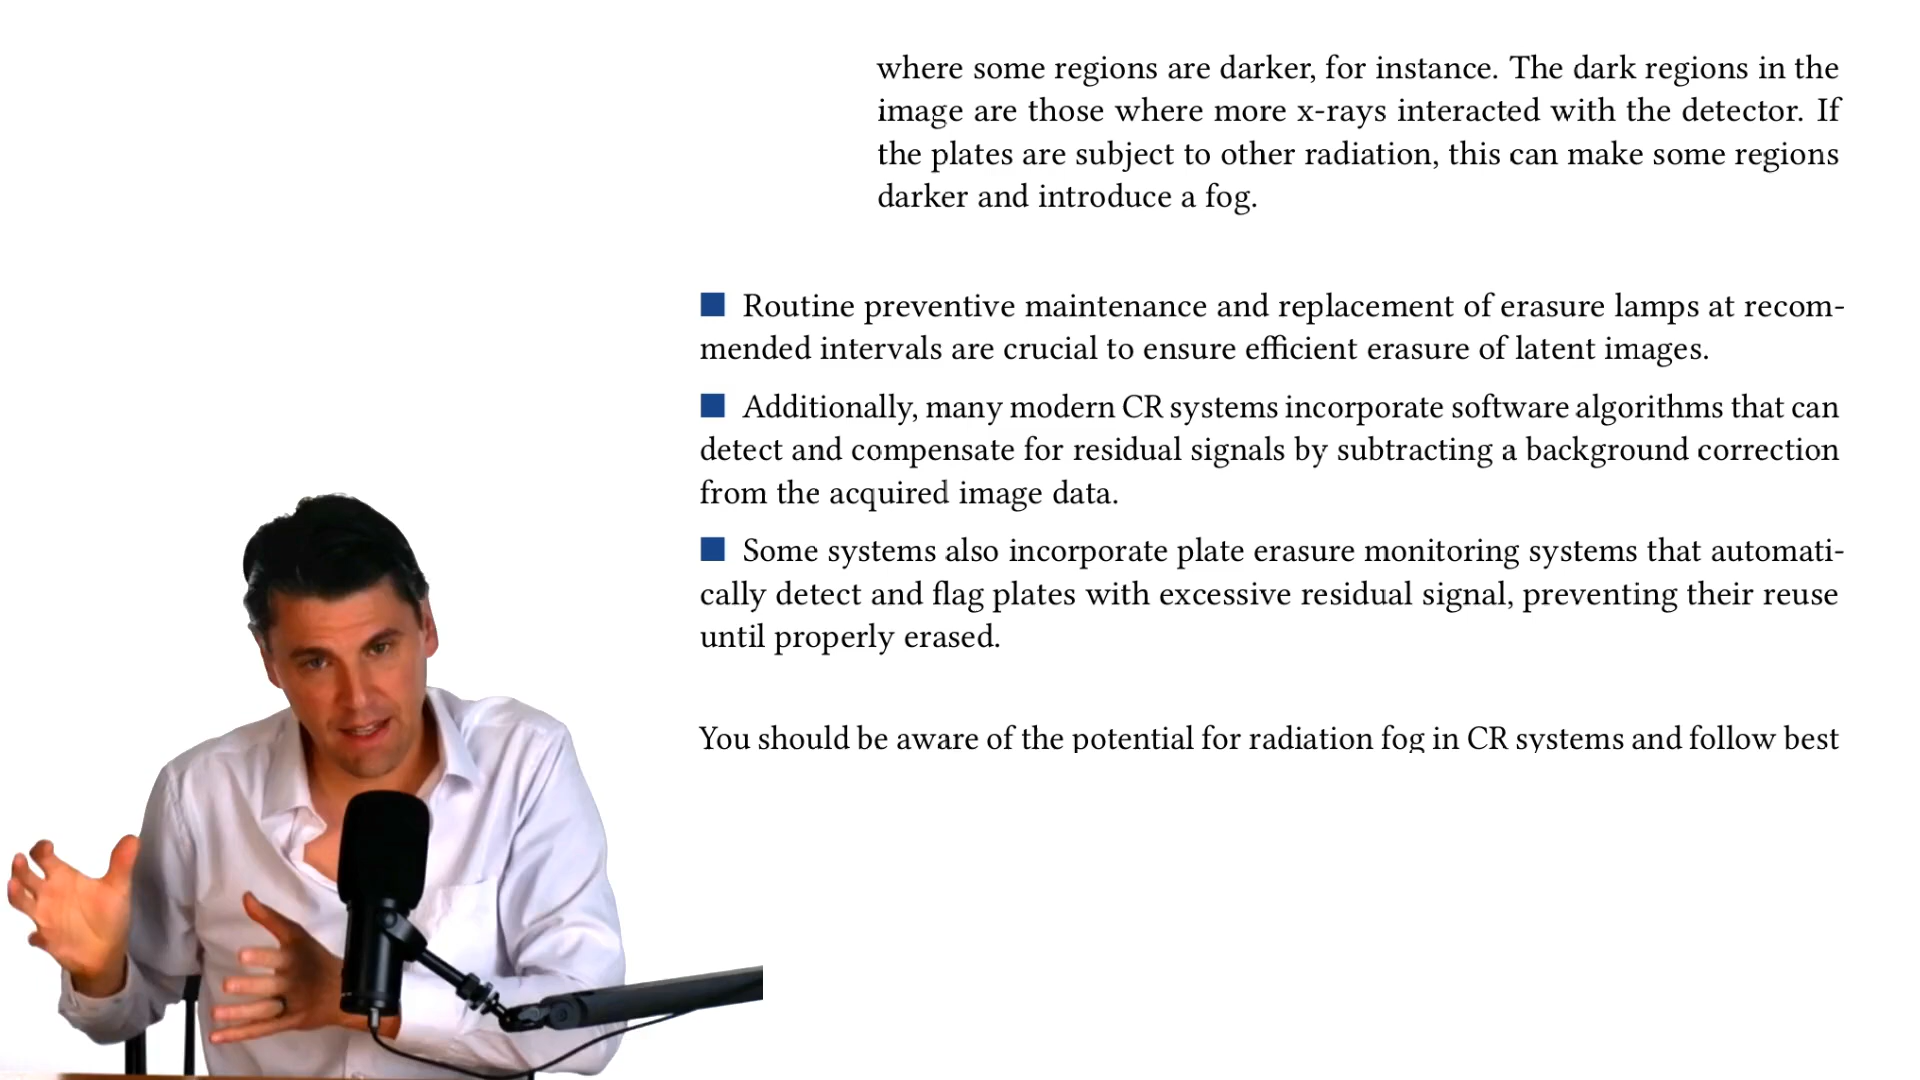 where some regions are darker, for instance. The dark regions in the
image are those where more x-rays interacted with the detector. If
the plates are subject to other radiation, this can make some regions
darker and introduce a fog.
■ Routine preventive maintenance and replacement of erasure lamps at recom-
mended intervals are crucial to ensure efficient erasure of latent images.
■ Additionally, many modern CR systems incorporate software algorithms that can
detect and compensate for residual signals by subtracting a background correction
from the acquired image data.
■ Some systems also incorporate plate erasure monitoring systems that automati-
cally detect and flag plates with excessive residual signal, preventing their reuse
until properly erased.
You should be aware of the potential for radiation fog in CR systems and follow best